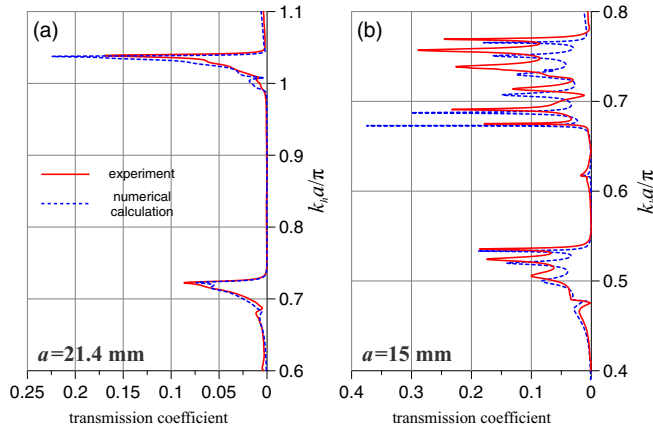 (a)
1.1
1.0
0.9
0.8
0.7
0.6
k_h a/π
experiment
numerical
calculation
a=21.4 mm
0.25
0.2
0.15
0.1
0.05
0
transmission coefficient
(b)
0.8
0.7
0.6
0.5
0.4
a/π
a=15 mm
0.4
0.3
0.2
0.1
0
transmission coefficient